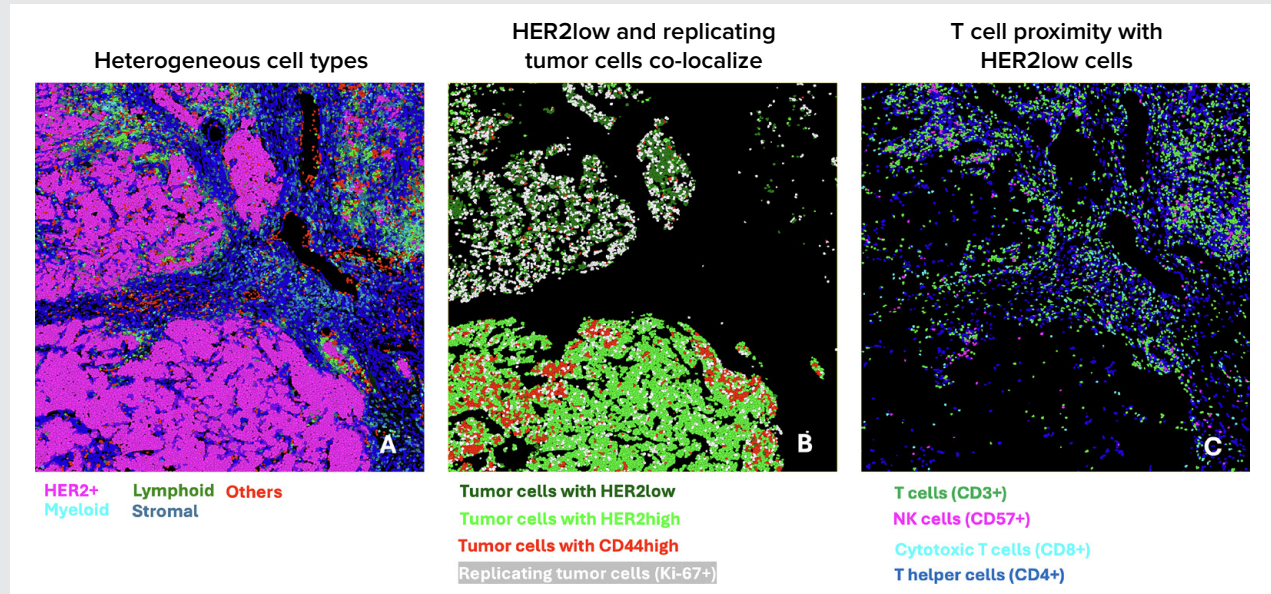 Heterogeneous cell types
HER2low and replicating
tumor cells co-localize
T cell proximity with
HER2low cells
A
B
C
HER2+ Lymphoid Others
Myeloid Stromal
Tumor cells with HER2low
Tumor cells with HER2high
Tumor cells with CD44high
Replicating tumor cells (Ki-67+)
T cells (CD3+)
NK cells (CD57+)
Cytotoxic T cells (CD8+)
T helper cells (CD4+)